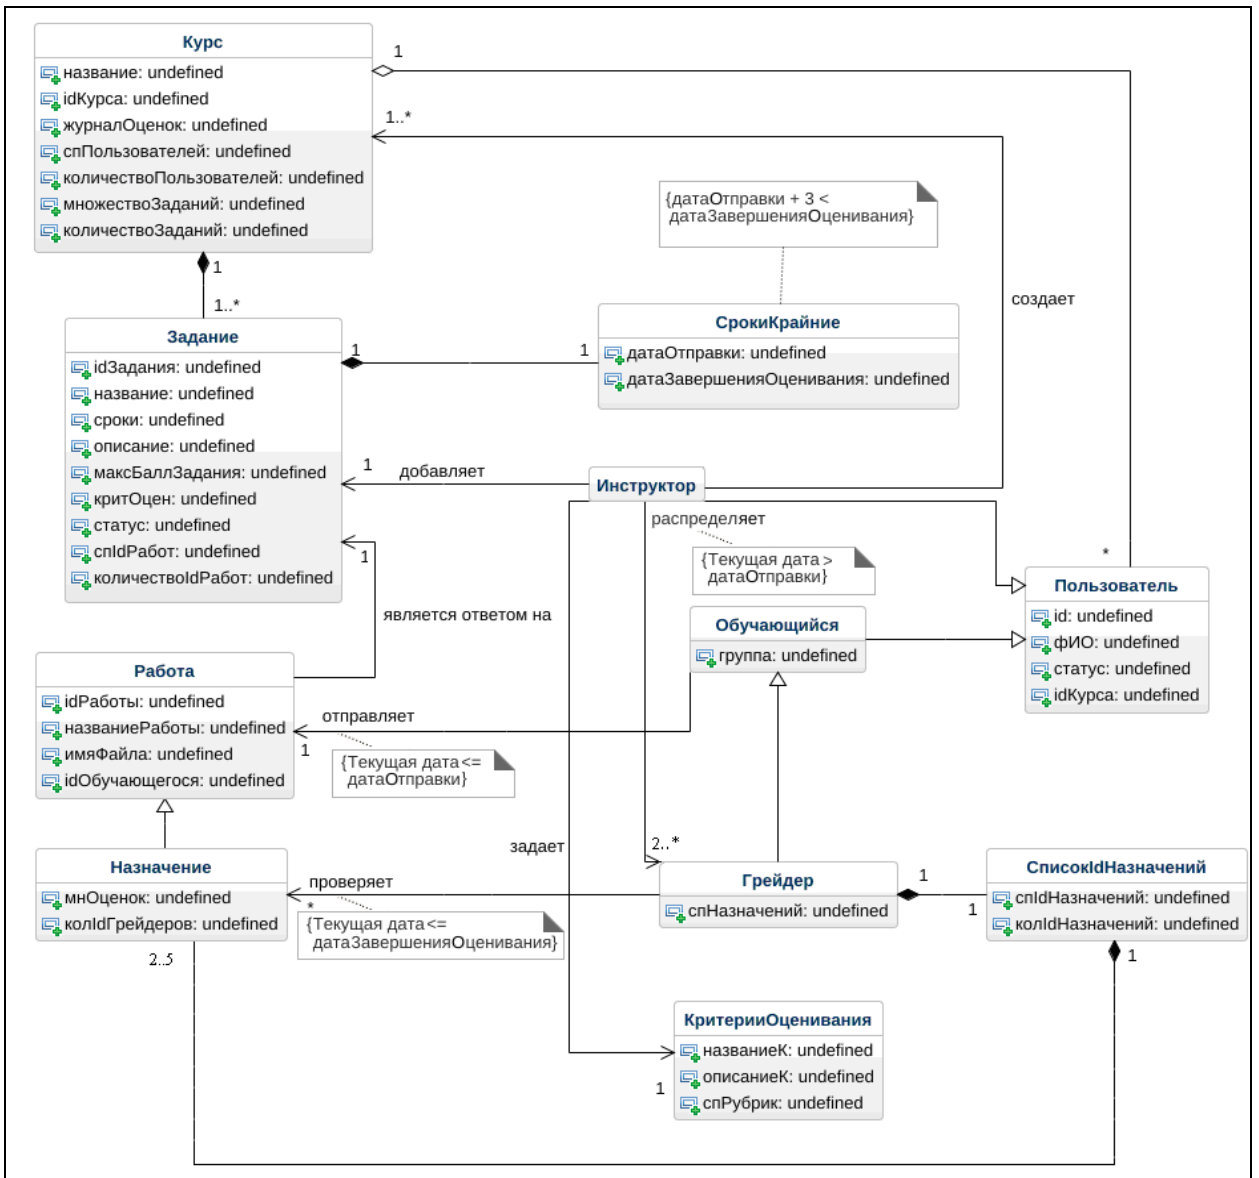 Курс
название: undefined
idКурса: undefined
журналОценок: undefined
спПользователей: undefined
количествоПользователей: undefined
множествоЗаданий: undefined
количествоЗаданий: undefined
1
1..*
1
1..*
{датаОтправки + 3 <
датаЗавершенияОценивания}
создает
Задание
idЗадания: undefined
название: undefined
сроки: undefined
описание: undefined
максБаллЗадания: undefined
критОцен: undefined
статус: undefined
спIdРабот: undefined
количествоIdРабот: undefined
1
1
СрокиКрайние
датаОтправки: undefined
датаЗавершенияОценивания: undefined
1
добавляет
Инструктор
распределяет
{Текущая дата >
датаОтправки}
1
является ответом на
*
Пользователь
id: undefined
фИО: undefined
статус: undefined
idКурса: undefined
Обучающийся
группа: undefined
Работа
idРаботы: undefined
названиеРаботы: undefined
имяФайла: undefined
idОбучающегося: undefined
отправляет
1
{Текущая дата <=
датаОтправки}
задает
2..*
Назначение
мнОценок: undefined
колIdГрейдеров: undefined
проверяет
*
{Текущая дата <=
датаЗавершенияОценивания}
Грейдер
спНазначений: undefined
1
1
СписокIdНазначений
спIdНазначений: undefined
колIdНазначений: undefined
2..5
1
КритерииОценивания
названиеК: undefined
описаниеК: undefined
спРубрик: undefined
1